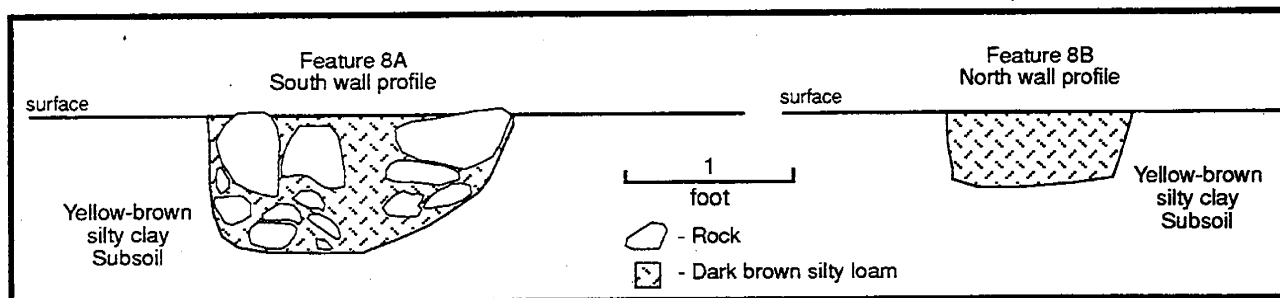 Feature 8A
South wall profile
surface
Yellow-brown
silty clay
Subsoil
1
foot
- Rock
- Dark brown silty loam
Feature 8B
North wall profile
surface
Yellow-brown
silty clay
Subsoil